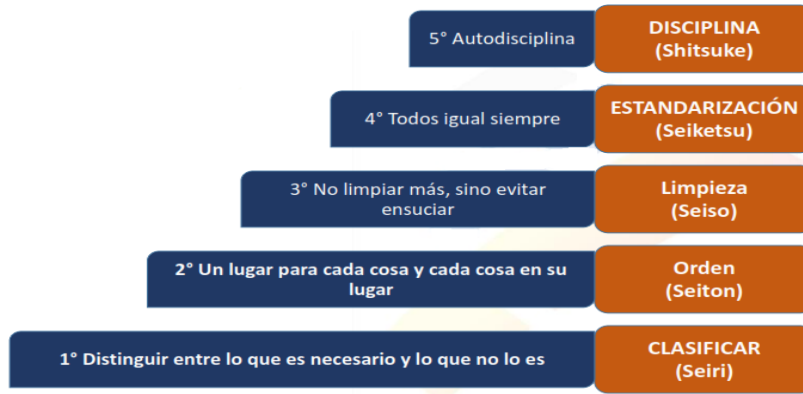 5° Autodisciplina
DISCIPLINA
(Shitsuke)
4° Todos igual siempre
ESTANDARIZACIÓN
(Seiketsu)
3° No limpiar más, sino evitar
ensuciar
Limpieza
(Seiso)
2° Un lugar para cada cosa y cada cosa en su
lugar
Orden
(Seiton)
1° Distinguir entre lo que es necesario y lo que no lo es
CLASIFICAR
(Seiri)